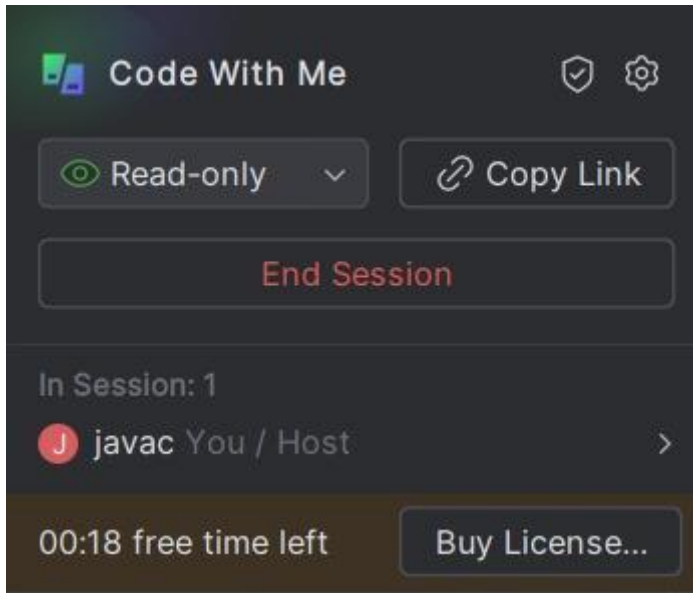 Code With Me
Read-only Copy Link
End Session
In Session: 1
J javac You / Host
00:18 free time left Buy License...